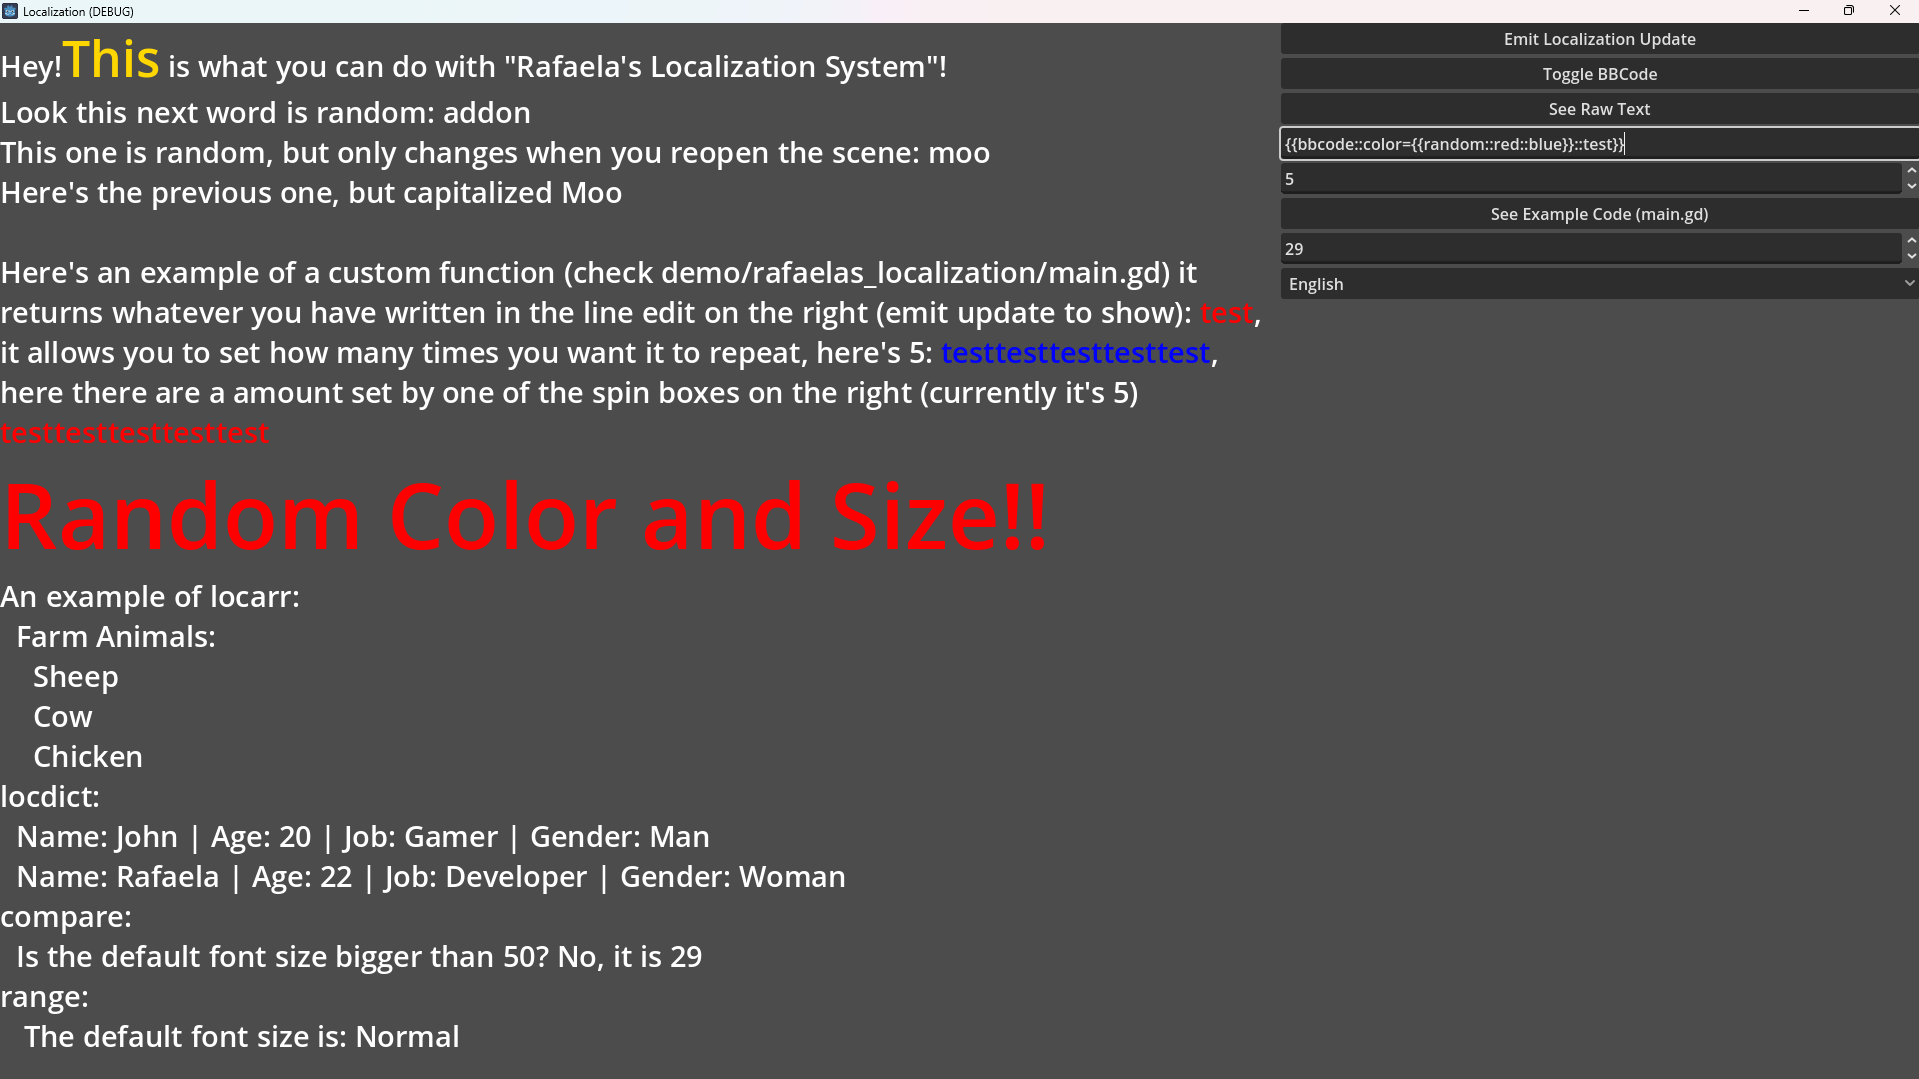 Localization (DEBUG)
Hey!This is what you can do with "Rafaela's Localization System"!
Look this next word is random: addon
This one is random, but only changes when you reopen the scene: moo
Here's the previous one, but capitalized Moo
Here's an example of a custom function (check demo/rafaelas_localization/main.gd) it
returns whatever you have written in the line edit on the right (emit update to show): test,
it allows you to set how many times you want it to repeat, here's 5: testtesttesttesttest,
here there are a amount set by one of the spin boxes on the right (currently it's 5)
testtesttesttesttest
Random Color and Size!!
An example of locarr:
Farm Animals:
Sheep
Cow
Chicken
locdict:
Name: John | Age: 20 | Job: Gamer | Gender: Man
Name: Rafaela | Age: 22 | Job: Developer | Gender: Woman
compare:
Is the default font size bigger than 50? No, it is 29
range:
The default font size is: Normal
Emit Localization Update
Toggle BBCode
See Raw Text
{{bbcode::color={{random::red::blue}}::test}}
5
See Example Code (main.gd)
29
English